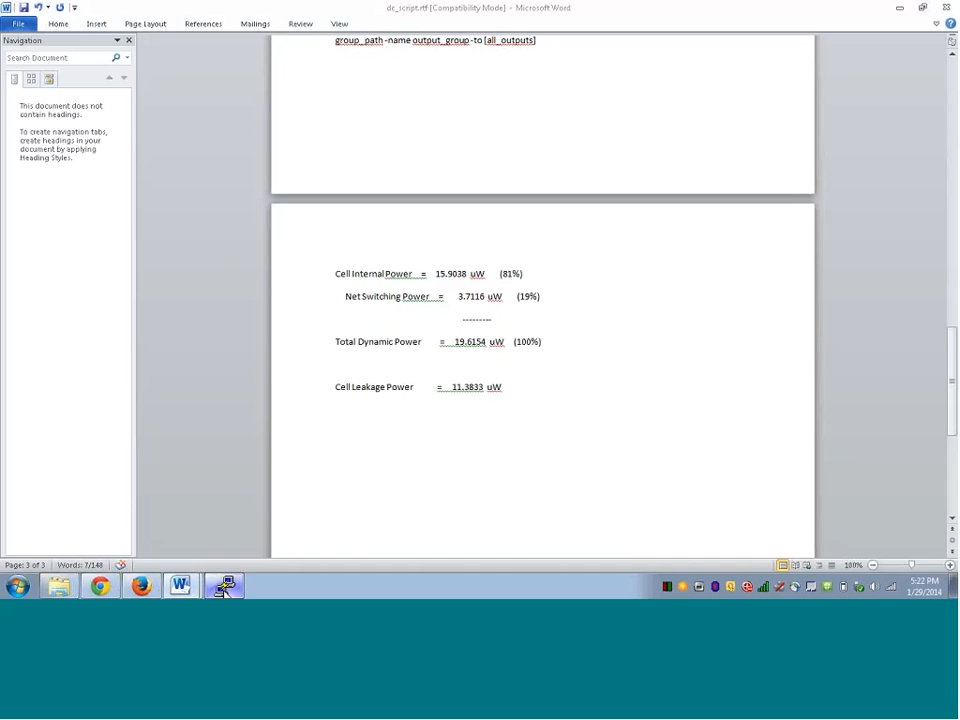 dc_script.rtf [Compatibility Mode] - Microsoft Word
File Home Insert Page Layout References Mailings Review View
Navigation
Search Document
This document does not
contain headings.
To create navigation tabs,
create headings in your
document by applying
Heading Styles.
group_path -name output_group -to [all_outputs]
Cell Internal Power = 15.9038 uW (81%)
Net Switching Power = 3.7116 uW (19%)
---------
Total Dynamic Power = 19.6154 uW (100%)
Cell Leakage Power = 11.3833 uW
Page: 3 of 3 Words: 7/148 100%
5:22 PM
1/29/2014